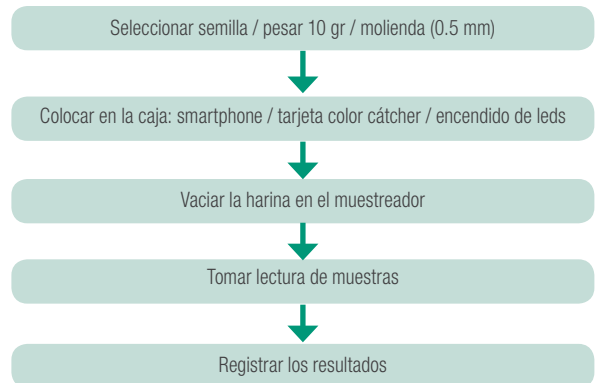 Seleccionar semilla / pesar 10 gr / molienda (0.5 mm)
Colocar en la caja: smartphone / tarjeta color cátcher / encendido de leds
Vaciar la harina en el muestreador
Tomar lectura de muestras
Registrar los resultados